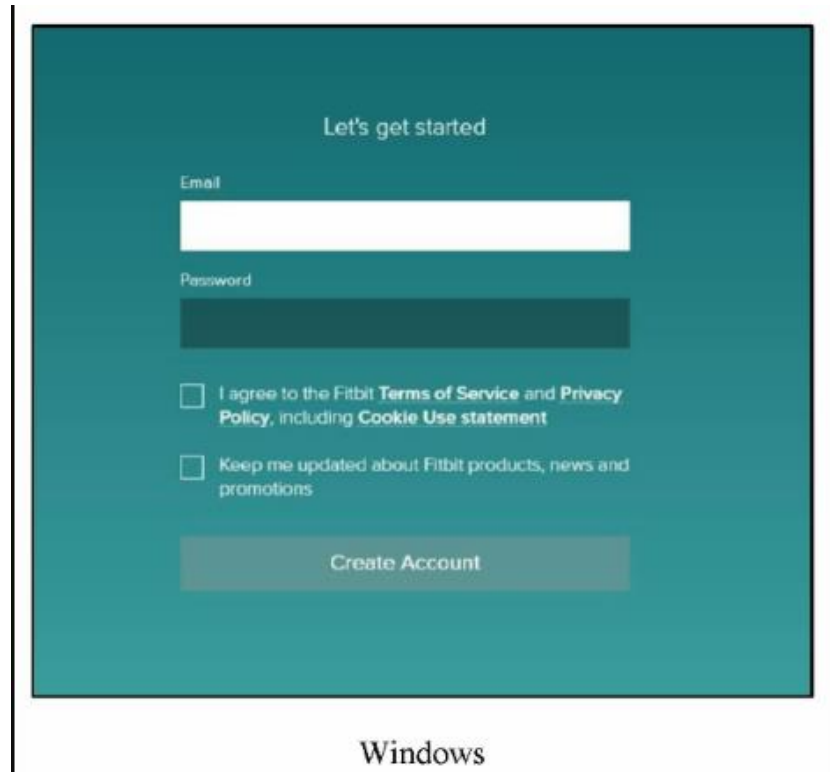 Let's get started
Email
Password
I agree to the Fitbit Terms of Service and Privacy
Policy, including Cookie Use statement
Keep me updated about Fitbit products, news and
promotions
Create Account
Windows